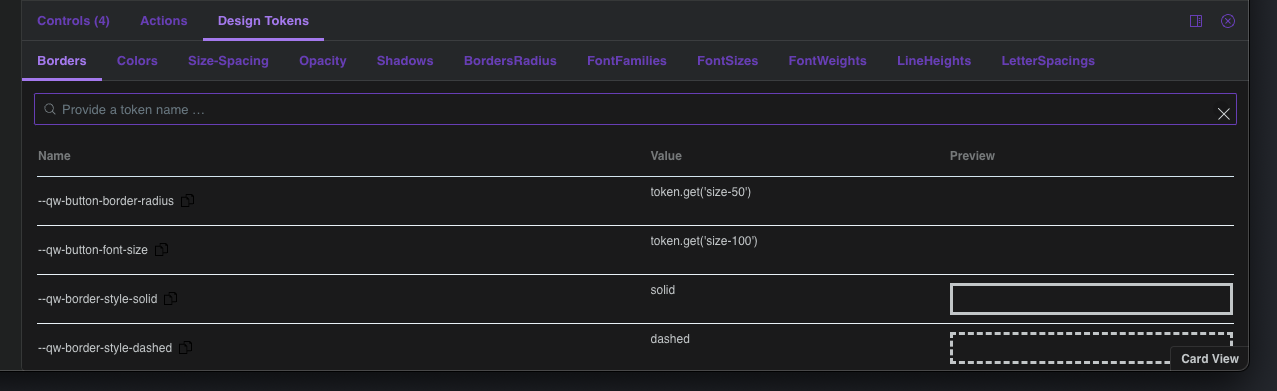 Controls (4) Actions Design Tokens
Borders Colors Size-Spacing Opacity Shadows BordersRadius FontFamilies FontSizes FontWeights LineHeights LetterSpacings
Provide a token name …
Name Value Preview
--qw-button-border-radius token.get('size-50')
--qw-button-font-size token.get('size-100')
--qw-border-style-solid solid
--qw-border-style-dashed dashed
Card View